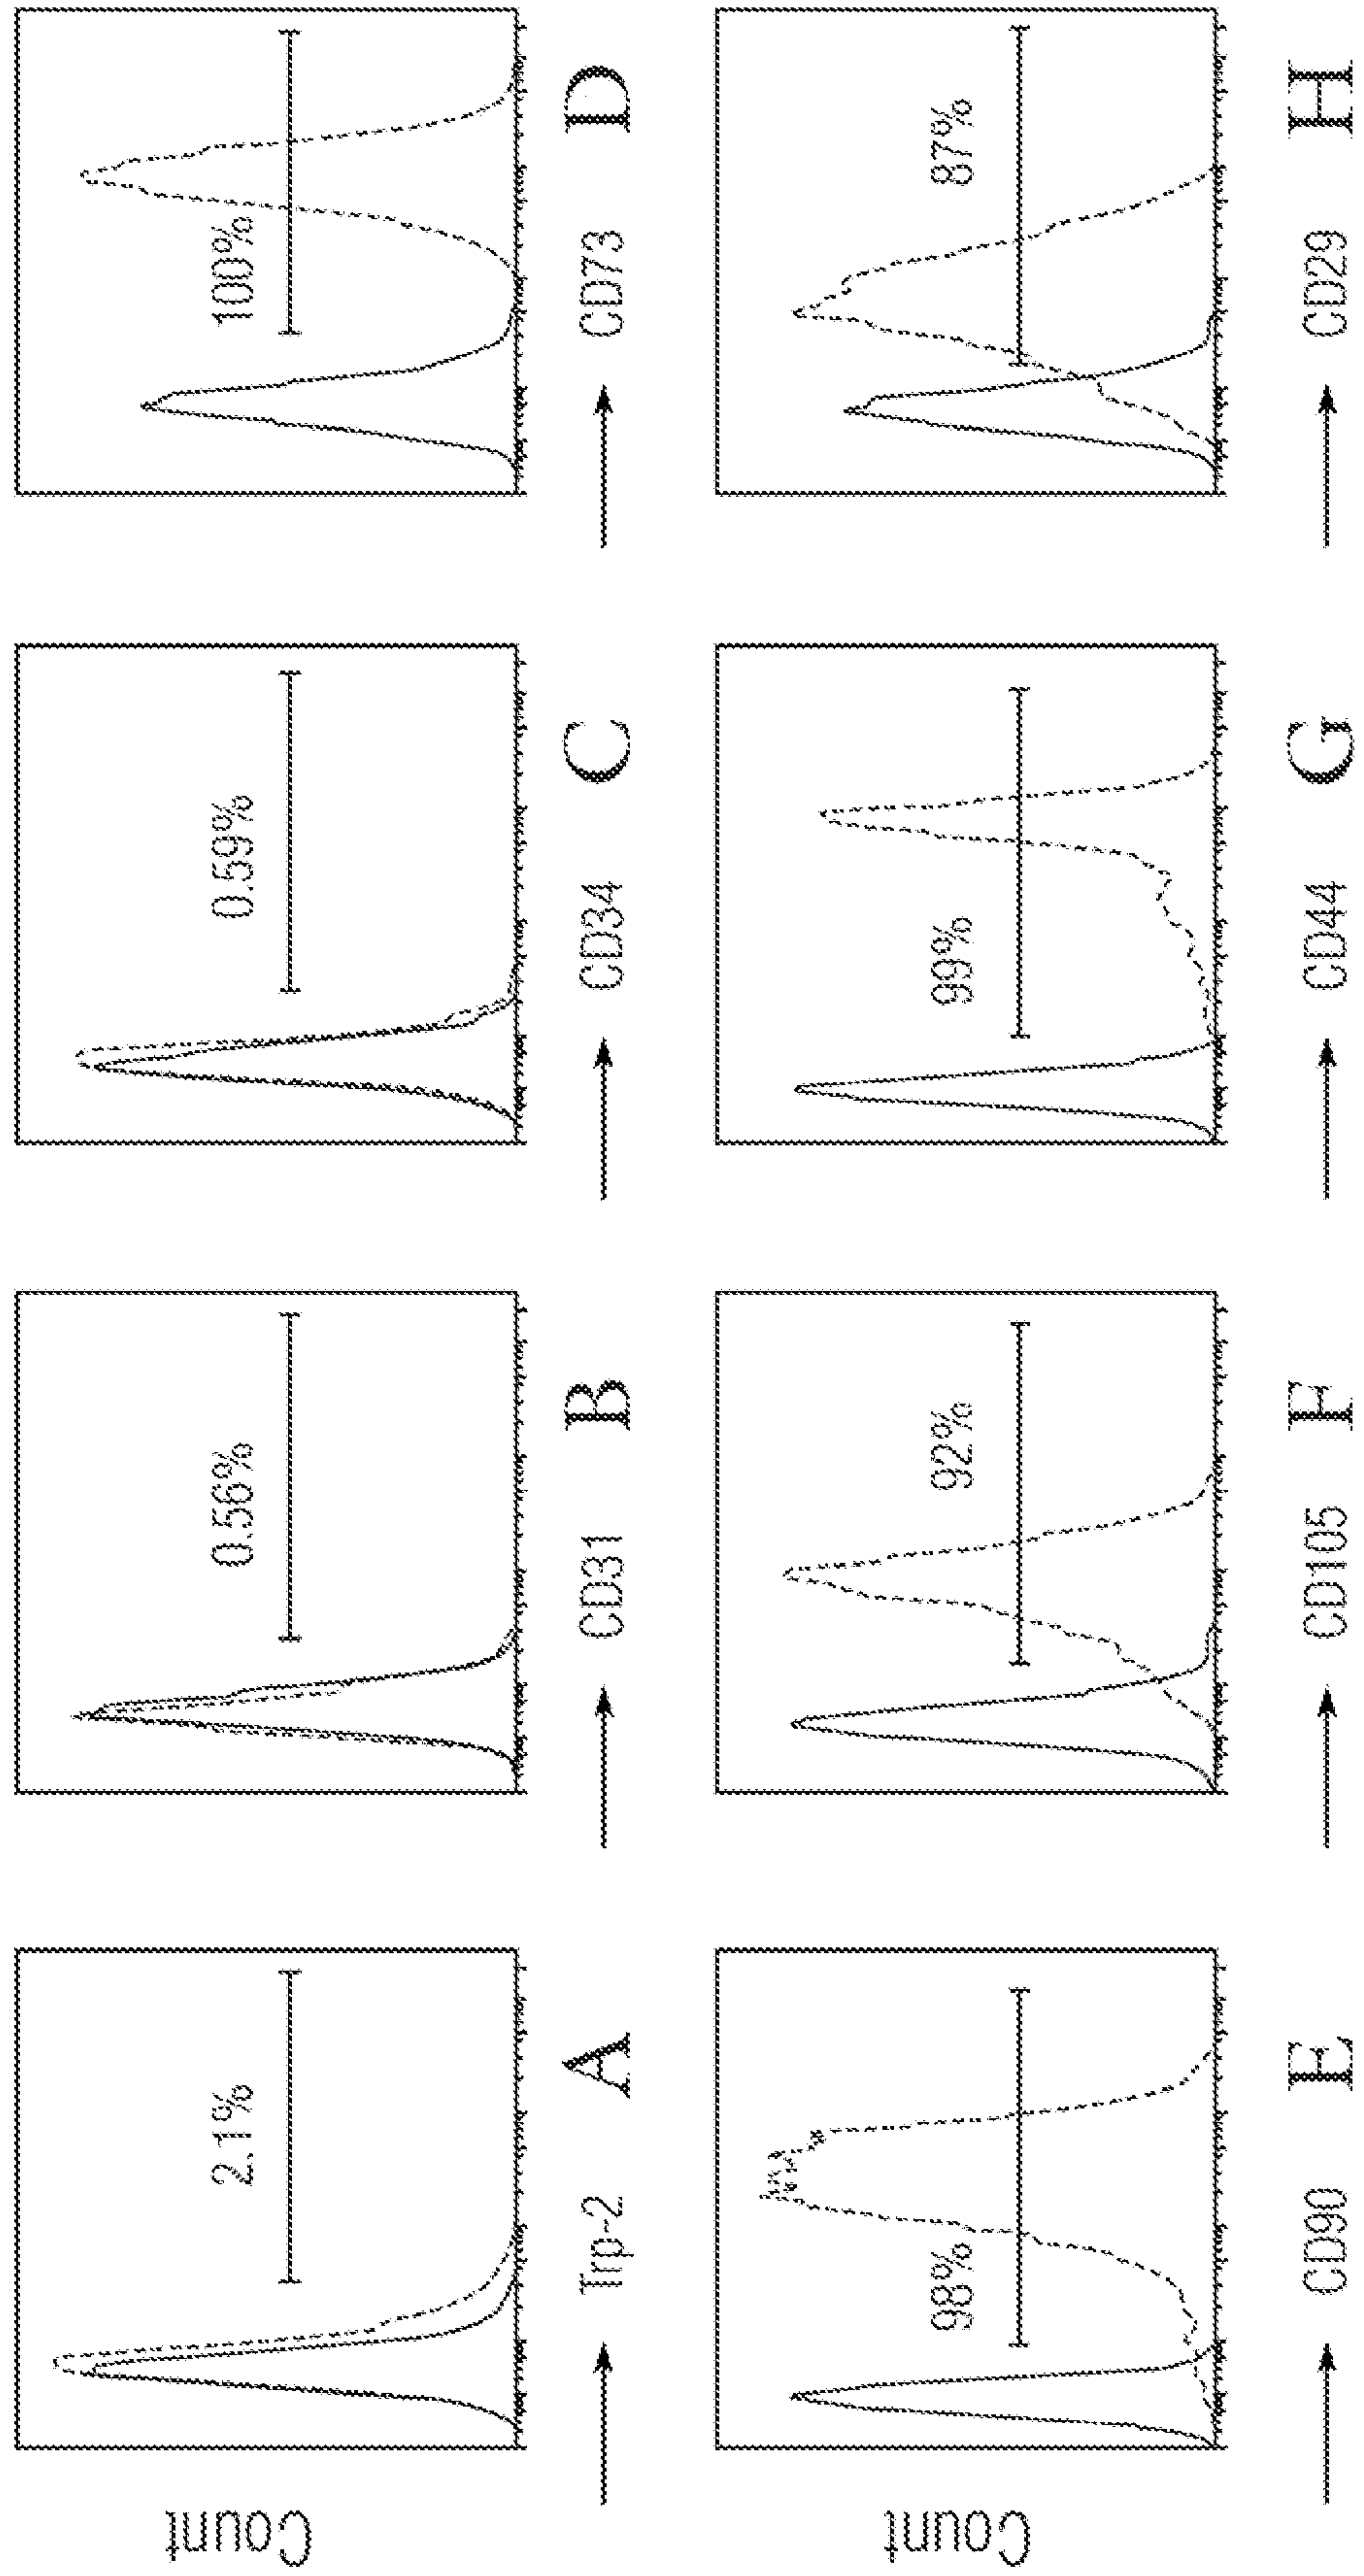 Count
2.1%
0.56%
0.59%
100%
Trp-2
CD31
CD34
CD73
A
B
C
D
Count
98%
92%
99%
87%
CD90
CD105
CD44
CD29
E
F
G
H